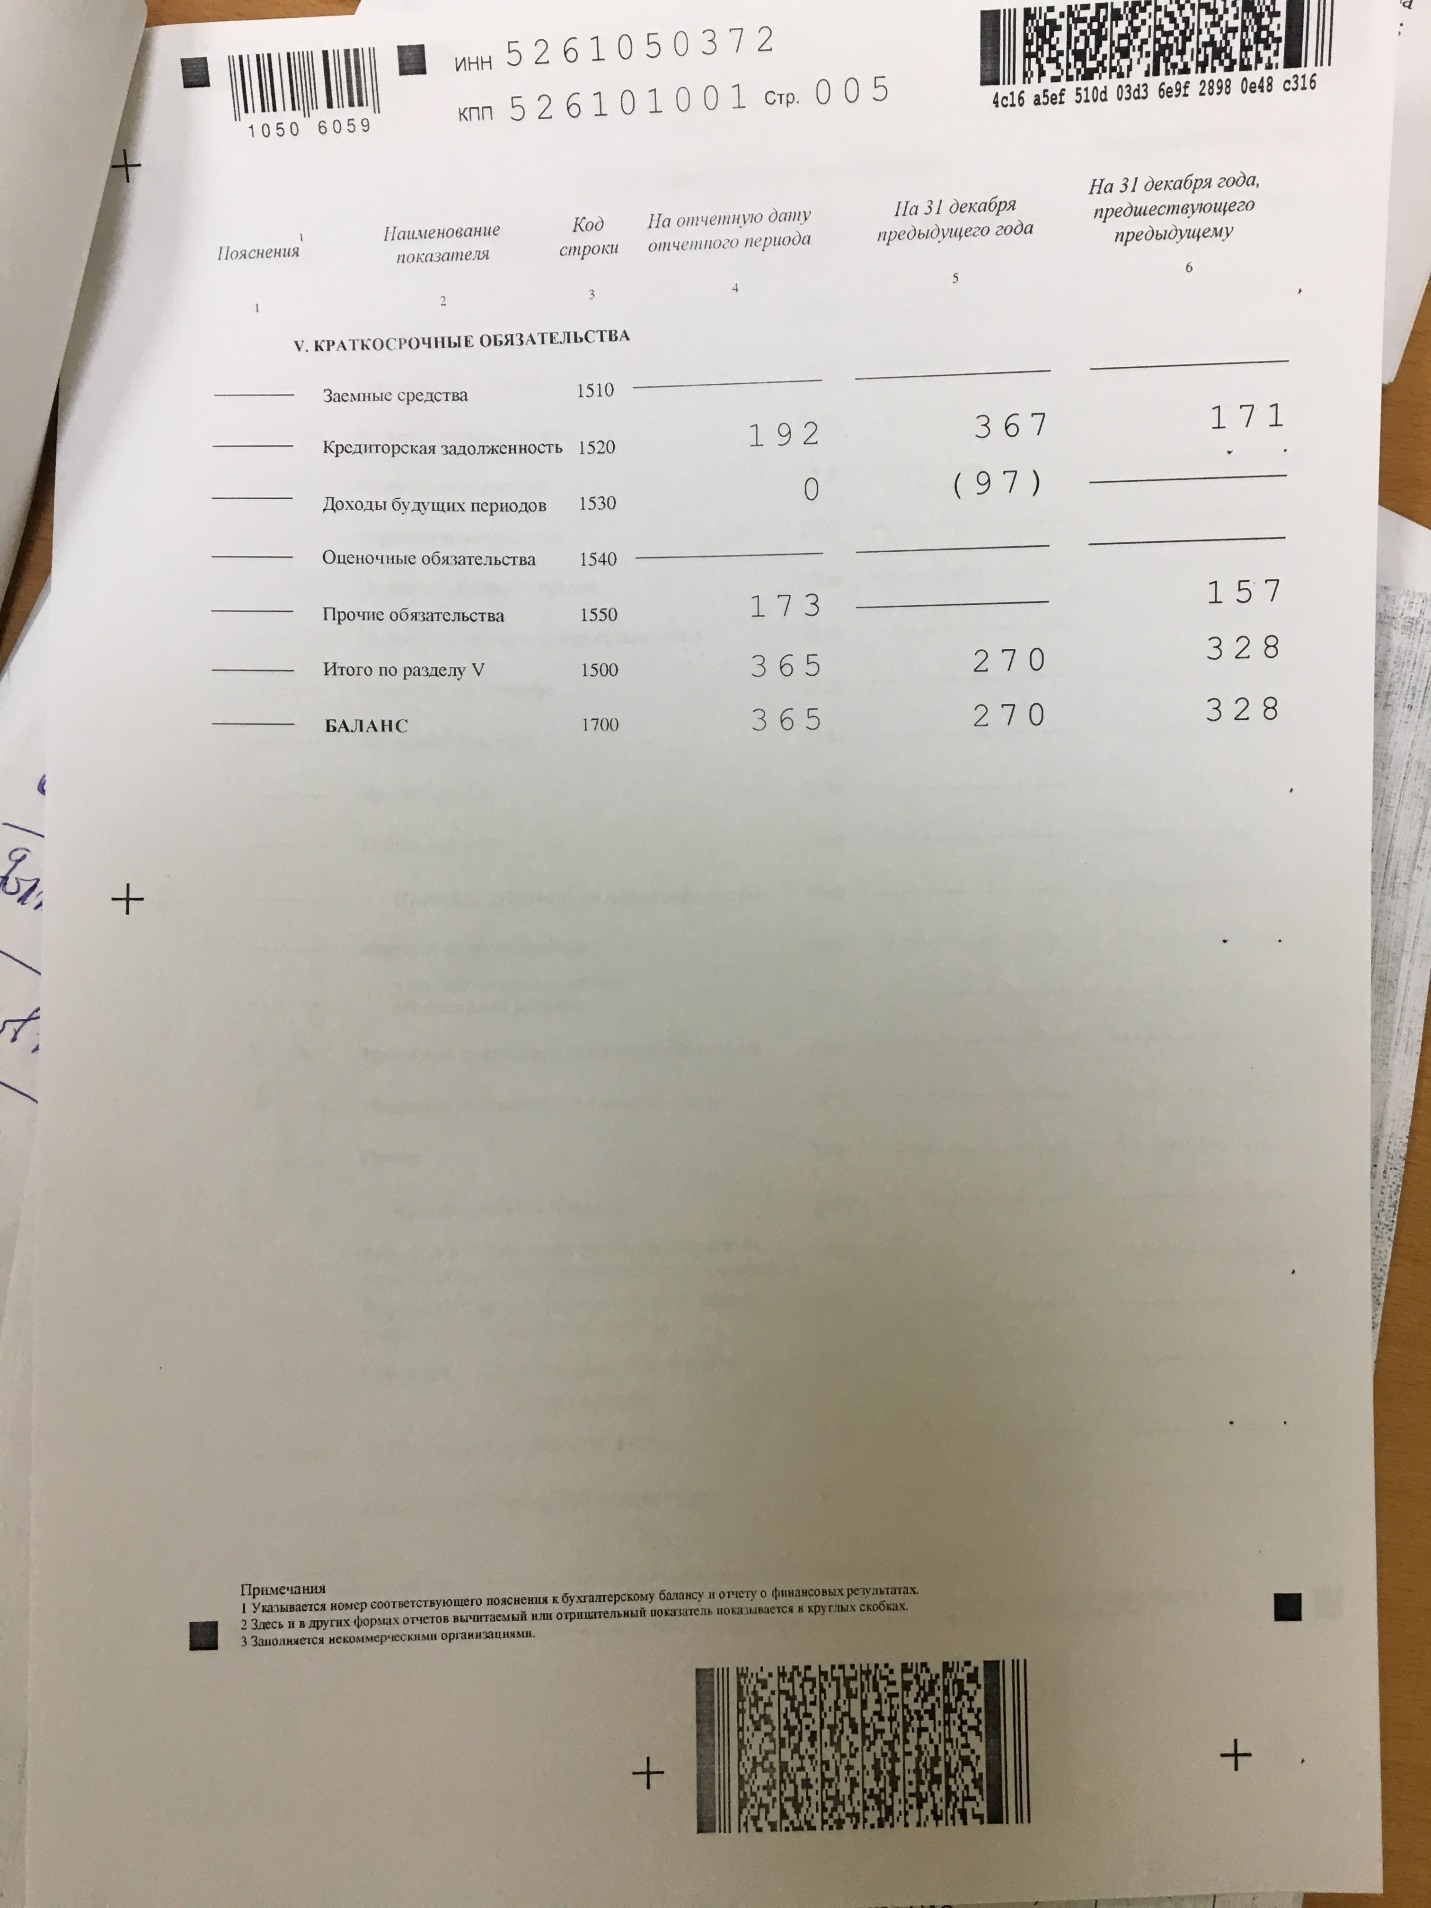 ИНН 5261050372
КПП 526101001 Стр. 005
1050 6059
4c16 a5ef 510d 03d3 6e9f 2898 0e48 c316
Пояснения 1 Наименование показателя Код строки На отчетную дату отчетного периода На 31 декабря предыдущего года На 31 декабря года, предшествующего предыдущему
1 2 3 4 5 6
V. КРАТКОСРОЧНЫЕ ОБЯЗАТЕЛЬСТВА
Заемные средства 1510
Кредиторская задолженность 1520 192 367 171
Доходы будущих периодов 1530 0 (97)
Оценочные обязательства 1540
Прочие обязательства 1550 173 157
Итого по разделу V 1500 365 270 328
БАЛАНС 1700 365 270 328
Примечания
1 Указывается номер соответствующего пояснения к бухгалтерскому балансу и отчету о финансовых результатах.
2 Здесь и в других формах отчетов вычитаемый или отрицательный показатель показывается в круглых скобках.
3 Заполняется некоммерческими организациями.